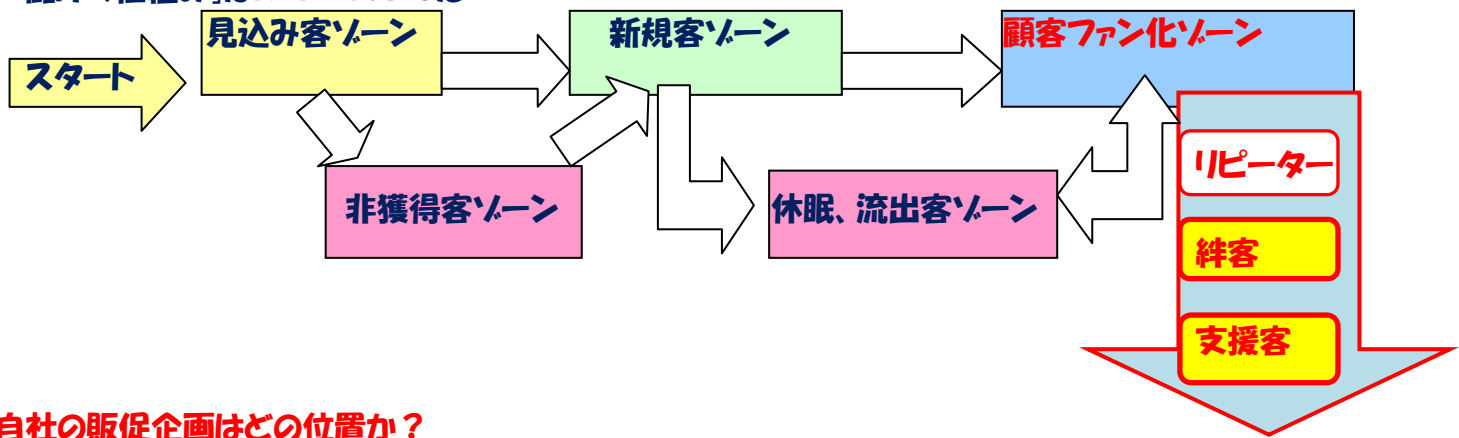 見込み客ゾーン
新規客ゾーン
顧客ファン化ゾーン
スタート
非獲得客ゾーン
休眠、流出客ゾーン
リピーター
絆客
支援客
自社の販促企画はどの位置か？